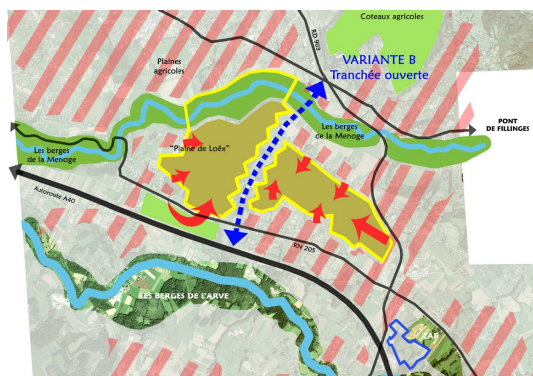 Coteaux agricoles
RD 903
VARIANTE B
Tranchée ouverte
Plaines
agricoles
PONT
DE FILLINGES
Les berges
de la Menoge
"Plaine de Loëx"
Les berges
de la Menoge
Autoroute A40
RN 205
LES BERGES DE L'ARVE
ZAE